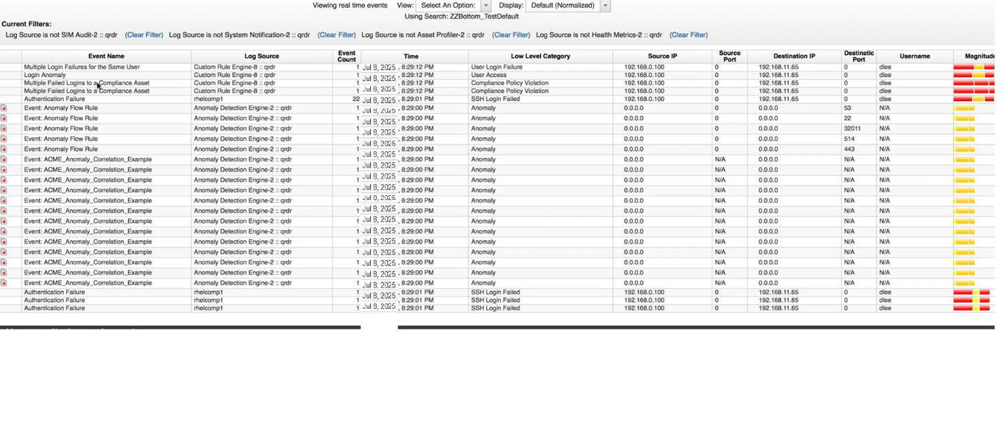 Viewing real time events View: Select An Option: Display: Default (Normalized)
Using Search: ZZBottom_TestDefault
Current Filters:
Log Source is not SIM Audit-2 :: qrdr (Clear Filter) Log Source is not System Notification-2 :: qrdr (Clear Filter) Log Source is not Asset Profiler-2 :: qrdr (Clear Filter) Log Source is not Health Metrics-2 :: qrdr (Clear Filter)
Event Name Log Source Event Count Time Low Level Category Source IP Source Port Destination IP Destinatic Port Username Magnitude
Multiple Login Failures for the Same User Custom Rule Engine-8 :: qrdr 1 Jul 8, 2025 , 8:29:12 PM User Login Failure 192.168.0.100 0 192.168.11.65 0 dlee
Login Anomaly Custom Rule Engine-8 :: qrdr 1 Jul 8, 2025 , 8:29:12 PM User Access 192.168.0.100 0 192.168.11.65 0 dlee
Multiple Failed Logins to a Compliance Asset Custom Rule Engine-8 :: qrdr 1 Jul 8, 2025 , 8:29:12 PM Compliance Policy Violation 192.168.0.100 0 192.168.11.65 0 dlee
Multiple Failed Logins to a Compliance Asset Custom Rule Engine-8 :: qrdr 1 Jul 8, 2025 , 8:29:12 PM Compliance Policy Violation 192.168.0.100 0 192.168.11.65 0 dlee
Authentication Failure rhelcomp1 22 Jul 8, 2025 , 8:29:01 PM SSH Login Failed 192.168.0.100 0 192.168.11.65 0 dlee
Event: Anomaly Flow Rule Anomaly Detection Engine-2 :: qrdr 1 Jul 8, 2025 , 8:29:00 PM Anomaly 0.0.0.0 0 0.0.0.0 53 N/A
Event: Anomaly Flow Rule Anomaly Detection Engine-2 :: qrdr 1 Jul 8, 2025 , 8:29:00 PM Anomaly 0.0.0.0 0 0.0.0.0 22 N/A
Event: Anomaly Flow Rule Anomaly Detection Engine-2 :: qrdr 1 Jul 8, 2025 , 8:29:00 PM Anomaly 0.0.0.0 0 0.0.0.0 32011 N/A
Event: Anomaly Flow Rule Anomaly Detection Engine-2 :: qrdr 1 Jul 8, 2025 , 8:29:00 PM Anomaly 0.0.0.0 0 0.0.0.0 514 N/A
Event: Anomaly Flow Rule Anomaly Detection Engine-2 :: qrdr 1 Jul 8, 2025 , 8:29:00 PM Anomaly 0.0.0.0 0 0.0.0.0 443 N/A
Event: ACME_Anomaly_Correlation_Example Anomaly Detection Engine-2 :: qrdr 1 Jul 8, 2025 , 8:29:00 PM Anomaly 0.0.0.0 N/A 0.0.0.0 N/A N/A
Event: ACME_Anomaly_Correlation_Example Anomaly Detection Engine-2 :: qrdr 1 Jul 8, 2025 , 8:29:00 PM Anomaly 0.0.0.0 N/A 0.0.0.0 N/A N/A
Event: ACME_Anomaly_Correlation_Example Anomaly Detection Engine-2 :: qrdr 1 Jul 8, 2025 , 8:29:00 PM Anomaly 0.0.0.0 N/A 0.0.0.0 N/A N/A
Event: ACME_Anomaly_Correlation_Example Anomaly Detection Engine-2 :: qrdr 1 Jul 8, 2025 , 8:29:00 PM Anomaly 0.0.0.0 N/A 0.0.0.0 N/A N/A
Event: ACME_Anomaly_Correlation_Example Anomaly Detection Engine-2 :: qrdr 1 Jul 8, 2025 , 8:29:00 PM Anomaly 0.0.0.0 N/A 0.0.0.0 N/A N/A
Event: ACME_Anomaly_Correlation_Example Anomaly Detection Engine-2 :: qrdr 1 Jul 8, 2025 , 8:29:00 PM Anomaly 0.0.0.0 N/A 0.0.0.0 N/A N/A
Event: ACME_Anomaly_Correlation_Example Anomaly Detection Engine-2 :: qrdr 1 Jul 8, 2025 , 8:29:00 PM Anomaly 0.0.0.0 N/A 0.0.0.0 N/A N/A
Event: ACME_Anomaly_Correlation_Example Anomaly Detection Engine-2 :: qrdr 1 Jul 8, 2025 , 8:29:00 PM Anomaly 0.0.0.0 N/A 0.0.0.0 N/A N/A
Event: ACME_Anomaly_Correlation_Example Anomaly Detection Engine-2 :: qrdr 1 Jul 8, 2025 , 8:29:00 PM Anomaly 0.0.0.0 N/A 0.0.0.0 N/A N/A
Event: ACME_Anomaly_Correlation_Example Anomaly Detection Engine-2 :: qrdr 1 Jul 8, 2025 , 8:29:00 PM Anomaly 0.0.0.0 N/A 0.0.0.0 N/A N/A
Event: ACME_Anomaly_Correlation_Example Anomaly Detection Engine-2 :: qrdr 1 Jul 8, 2025 , 8:29:00 PM Anomaly 0.0.0.0 N/A 0.0.0.0 N/A N/A
Event: ACME_Anomaly_Correlation_Example Anomaly Detection Engine-2 :: qrdr 1 Jul 8, 2025 , 8:29:00 PM Anomaly 0.0.0.0 N/A 0.0.0.0 N/A N/A
Event: ACME_Anomaly_Correlation_Example Anomaly Detection Engine-2 :: qrdr 1 Jul 8, 2025 , 8:29:00 PM Anomaly 0.0.0.0 N/A 0.0.0.0 N/A N/A
Authentication Failure rhelcomp1 1 Jul 8, 2025 , 8:29:01 PM SSH Login Failed 192.168.0.100 0 192.168.11.65 0 dlee
Authentication Failure rhelcomp1 1 Jul 8, 2025 , 8:29:01 PM SSH Login Failed 192.168.0.100 0 192.168.11.65 0 dlee
Authentication Failure rhelcomp1 1 Jul 8, 2025 , 8:29:01 PM SSH Login Failed 192.168.0.100 0 192.168.11.65 0 dlee